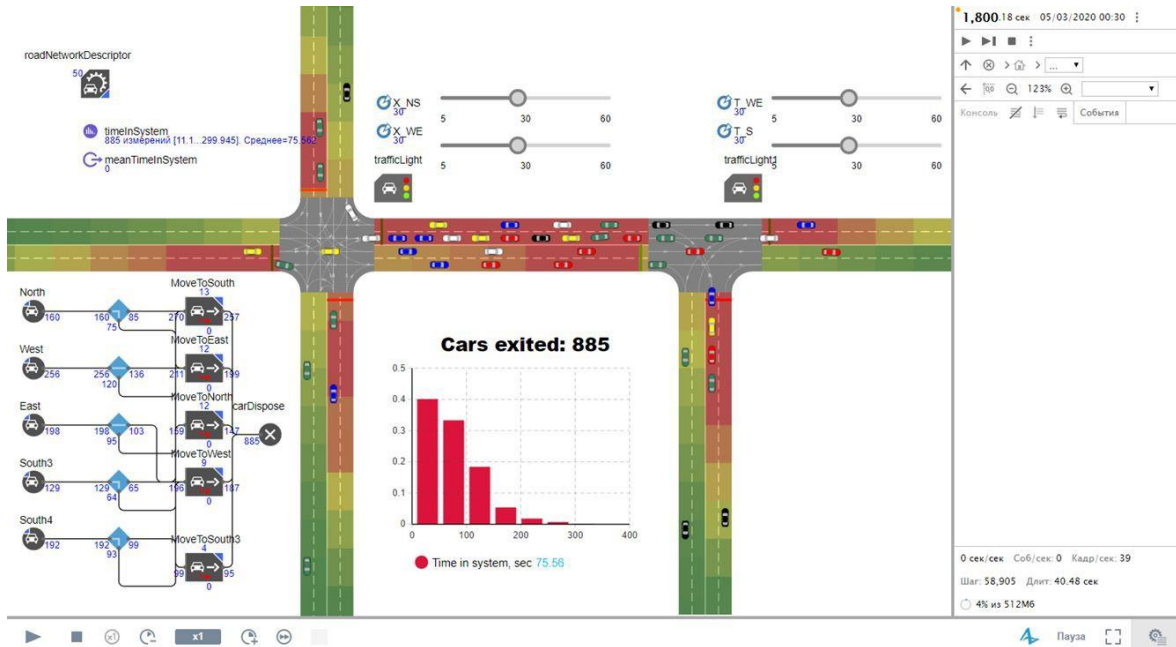 roadNetworkDescriptor
50
timeInSystem
885 измерений [11.1...299.945]. Среднее=75.562
meanTimeInSystem
0
X_NS
30
5 30 60
X_WE
30
5 30 60
trafficLight
T_WE
30
5 30 60
T_S
30
5 30 60
trafficLight1
North
160
160 85
75
West
256
256 136
120
East
198
198 103
95
South3
129
129 65
64
South4
192
192 99
93
MoveToSouth
13
270 257
0
MoveToEast
12
211 199
0
MoveToNorth
12
159 147
0
MoveToWest
9
196 187
0
MoveToSouth3
4
99 95
0
carDispose
885
Cars exited: 885
0.5
0.4
0.3
0.2
0.1
0
0 100 200 300 400
Time in system, sec 75.56
1,800.18 сек 05/03/2020 00:30
...
123%
Консоль События
0 сек/сек Соб/сек: 0 Кадр/сек: 39
Шаг: 58,905 Длит: 40.48 сек
4% из 512Мб
x1
x1
Пауза